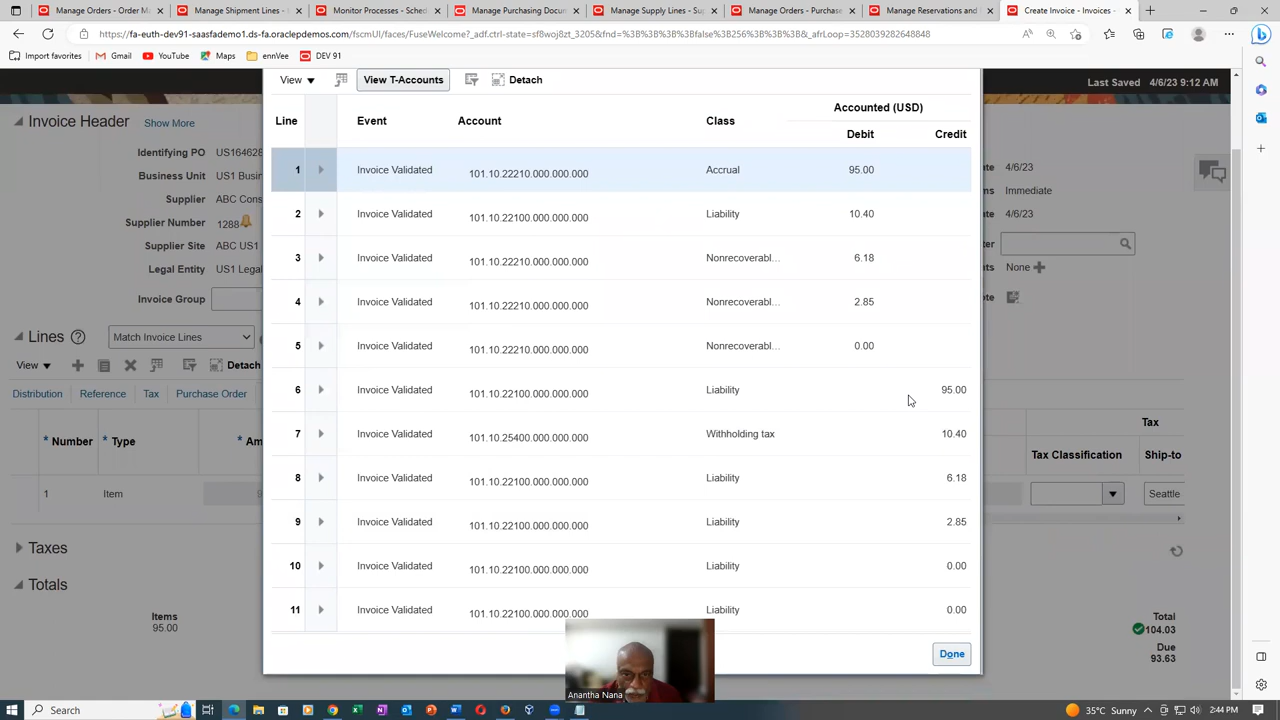 Manage Orders - Order Ma
Manage Shipment Lines -
Monitor Processes - Sched
Manage Purchasing Docum
Manage Supply Lines - Sup
Manage Orders - Purchase
Manage Reservations and
Create Invoice - Invoices -
https://fa-euth-dev91-saasfademo1.ds-fa.oraclepdemos.com/fscmUI/faces/FuseWelcome?_adf.ctrl-state=sf8woj8zt_3205&fnd=%3B%3B%3B%3Bfalse%3B256%3B%3B%3B&_afrLoop=3528039282648848
Import favorites
Gmail
YouTube
Maps
ennVee
DEV 91
Last Saved 4/6/23 9:12 AM
View
View T-Accounts
Detach
Accounted (USD)
Line Event Account Class Debit Credit
1 Invoice Validated 101.10.22210.000.000.000 Accrual 95.00
2 Invoice Validated 101.10.22100.000.000.000 Liability 10.40
3 Invoice Validated 101.10.22210.000.000.000 Nonrecoverabl... 6.18
4 Invoice Validated 101.10.22210.000.000.000 Nonrecoverabl... 2.85
5 Invoice Validated 101.10.22210.000.000.000 Nonrecoverabl... 0.00
6 Invoice Validated 101.10.22100.000.000.000 Liability 95.00
7 Invoice Validated 101.10.25400.000.000.000 Withholding tax 10.40
8 Invoice Validated 101.10.22100.000.000.000 Liability 6.18
9 Invoice Validated 101.10.22100.000.000.000 Liability 2.85
10 Invoice Validated 101.10.22100.000.000.000 Liability 0.00
11 Invoice Validated 101.10.22100.000.000.000 Liability 0.00
Done
Invoice Header Show More
Identifying PO US164628
Business Unit US1 Busin
Supplier ABC Cons
Supplier Number 1288
Supplier Site ABC US1
Legal Entity US1 Legal
Invoice Group
ate 4/6/23
ns Immediate
ate 4/6/23
ter
nts None
te
Lines ? Match Invoice Lines
View
Detach
Distribution Reference Tax Purchase Order
* Number * Type * Am
1 Item 9
Tax
Tax Classification Ship-to
Seattle
Taxes
Totals
Items
95.00
Total
104.03
Due
93.63
Anantha Nana
Search
35°C Sunny
2:44 PM